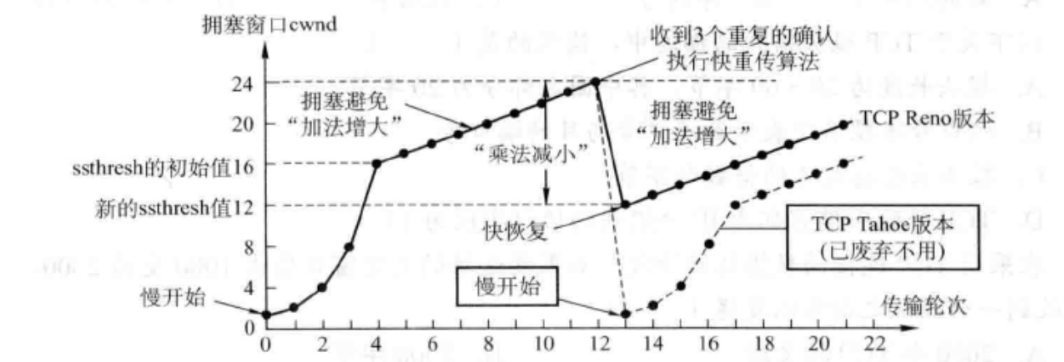 拥塞窗口cwnd
收到3个重复的确认
执行快重传算法
24
拥塞避免
“加法增大”
拥塞避免
“加法增大”
TCP Reno版本
20
“乘法减小”
ssthresh的初始值16
新的ssthresh值12
快恢复
TCP Tahoe版本
(已废弃不用)
8
慢开始
4
慢开始
传输轮次
0
0 2 4 6 8 10 12 14 16 18 20 22